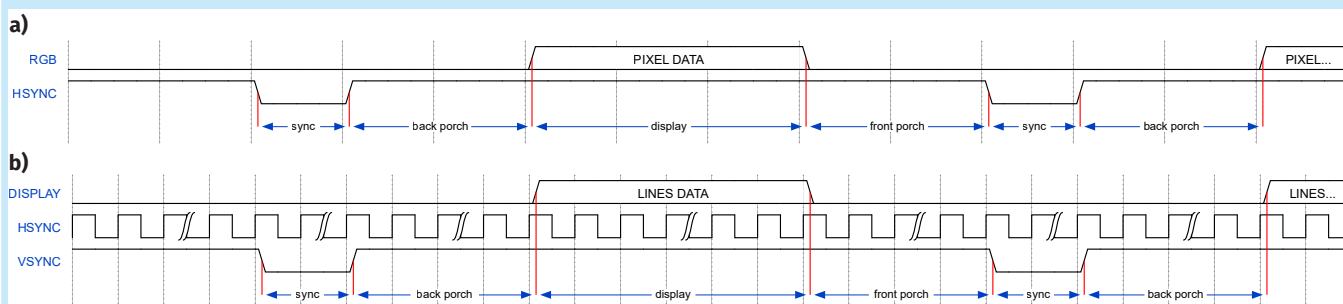 a)
RGB PIXEL DATA PIXEL...
HSYNC
sync back porch display front porch sync back porch
b)
DISPLAY LINES DATA LINES...
HSYNC
VSYNC
sync back porch display front porch sync back porch